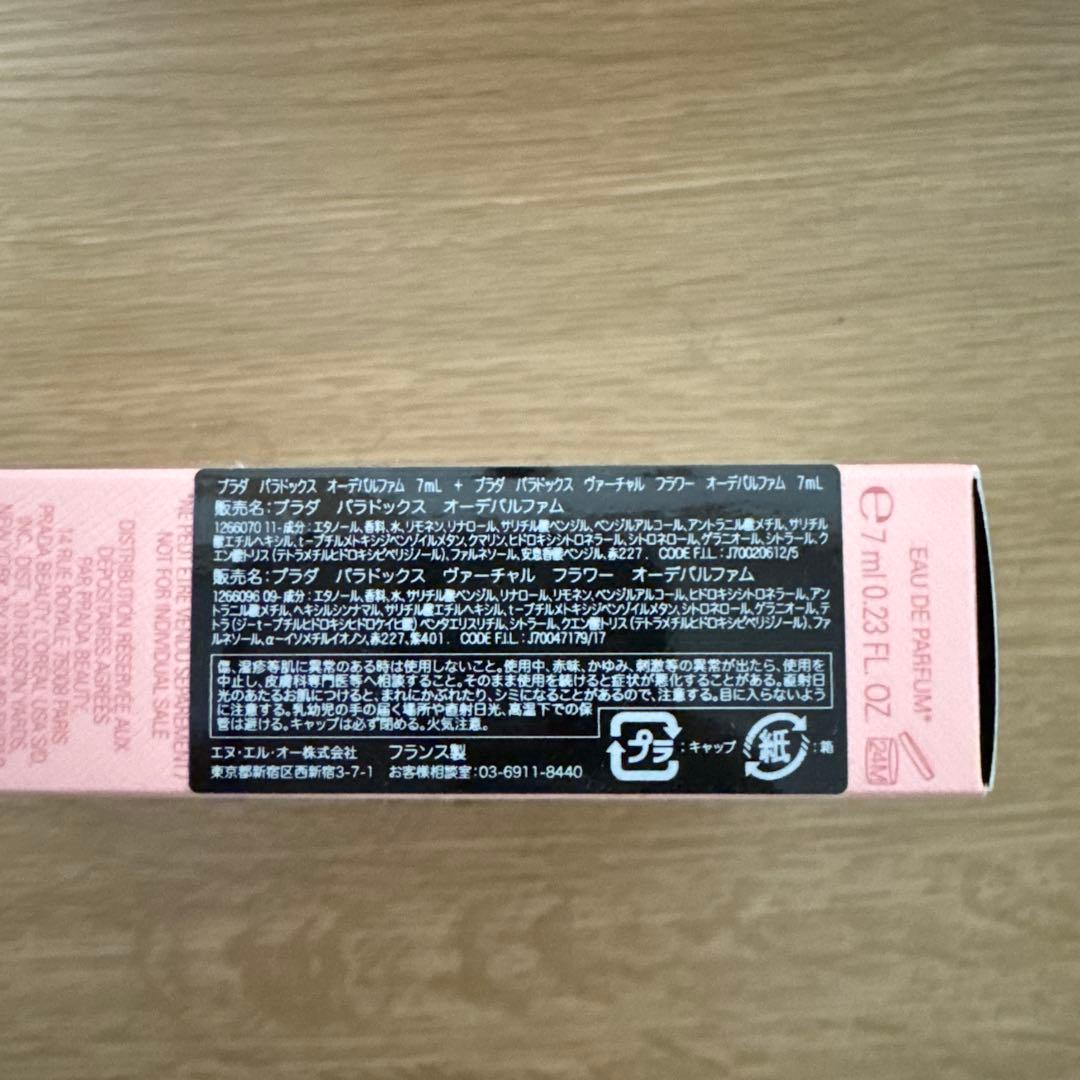 プラダ パラドックス オーデパルファム 7mL + プラダ パラドックス ヴァーチャル フラワー オーデパルファム 7mL
販売名:プラダ パラドックス オーデパルファム
1266070 11- 成分: エタノール,香料,水,リモネン,リナロール,サリチル酸ベンジル,ベンジルアルコール,アントラニル酸メチル,サリチル
酸エチルヘキシル,t-ブチルメトキシジベンゾイルメタン,クマリン,ヒドロキシシトロネラール,シトロネロール,ゲラニオール,シトラール,ク
エン酸トリス(テトラメチルヒドロキシピペリジノール),ファルネソール,安息香酸ベンジル,赤227. CODE F.I.L : J70020612/5
販売名:プラダ パラドックス ヴァーチャル フラワー オーデパルファム
1266096 09- 成分: エタノール,香料,水,サリチル酸ベンジル,リナロール,リモネン,ベンジルアルコール,ヒドロキシシトロネラール,アン
トラニル酸メチル,ヘキシルシンナマル,サリチル酸エチルヘキシル,t-ブチルメトキシジベンゾイルメタン,シトロネロール,ゲラニオール,テト
ラ(ジ-t-ブチルヒドロキシヒドロケイヒ酸)ペンタエリスリチル,シトラール,クエン酸トリス(テトラメチルヒドロキシピペリジノール),ファ
ルネソール,α-イソメチルイオノン,赤227,紫401. CODE F.I.L : J70047179/17
傷、湿疹等肌に異常のある時は使用しないこと。使用中、赤味、かゆみ、刺激等の異常が出たら、使用を
中止し、皮膚科専門医等へ相談すること。そのまま使用を続けると症状が悪化することがある。直射日
光のあたるお肌につけると、まれにかぶれたり、シミになることがあるので、注意する。目に入らないよう
に注意する。乳幼児の手の届く場所や直射日光、高温下での保
管は避ける。キャップは必ず閉める。火気注意。
プラ:キャップ 紙:箱
エヌ・エル・オー株式会社 フランス製
東京都新宿区西新宿3-7-1 お客様相談室:03-6911-8440
EAU DE PARFUM*
e 7 ml 0.23 FL. OZ
24M
NE PEUT ETRE VENDU SEPAREMENT /
NOT FOR INDIVIDUAL SALE
DISTRIBUTION RESERVEE AUX
DEPOSITAIRES AGREES
PAR PRADA BEAUTY
14 RUE ROYAL 75008 PARIS